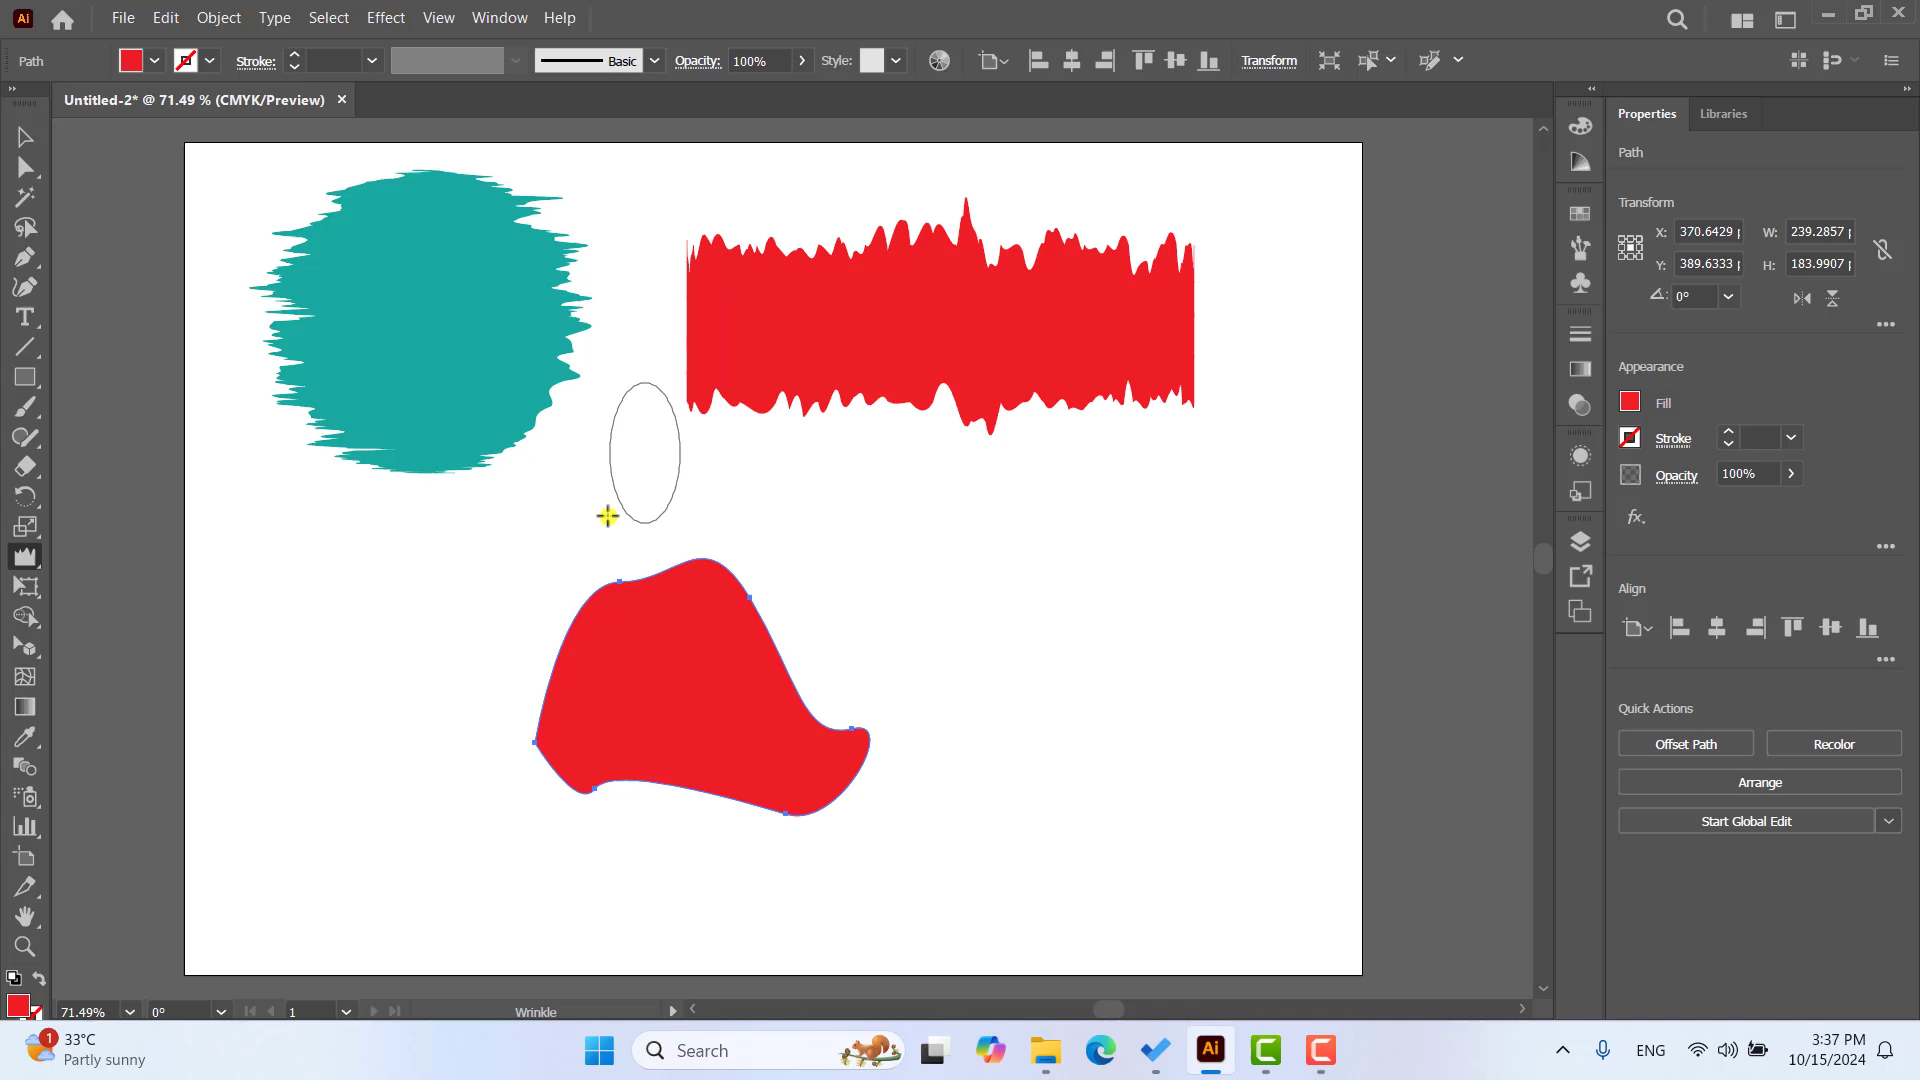 Ai File Edit Object Type Select Effect View Window Help
Path Stroke: Basic Opacity: 100% Style: Transform
Untitled-2* @ 71.49 % (CMYK/Preview) ×
Properties Libraries
Path
Transform
X: 370.6429 W: 239.2857
Y: 389.6333 H: 183.9907
0°
Appearance
Fill
Stroke
Opacity 100%
fx.
Align
Quick Actions
Offset Path Recolor
Arrange
Start Global Edit
71.49% 0° 1 Wrinkle
1 33°C
Partly sunny
Search
Ai
ENG
3:37 PM
10/15/2024